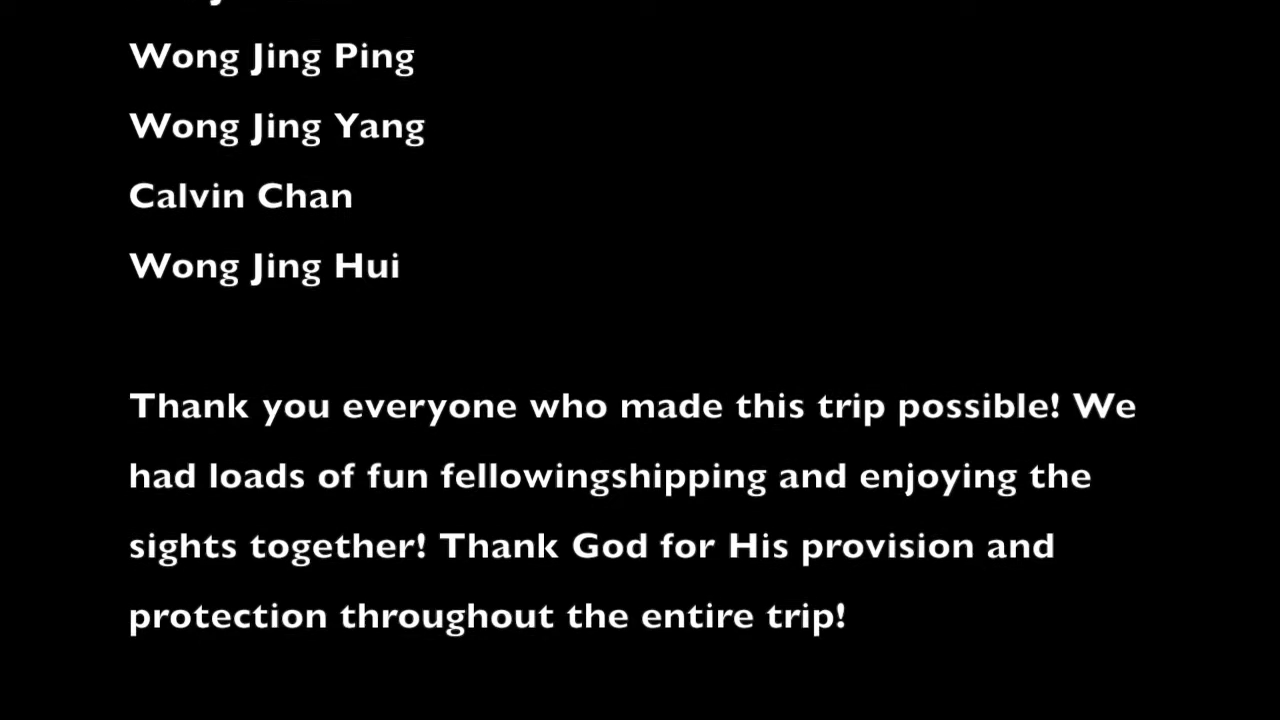 Wong Jing Ping
Wong Jing Yang
Calvin Chan
Wong Jing Hui
Thank you everyone who made this trip possible! We
had loads of fun fellowingshipping and enjoying the
sights together! Thank God for His provision and
protection throughout the entire trip!